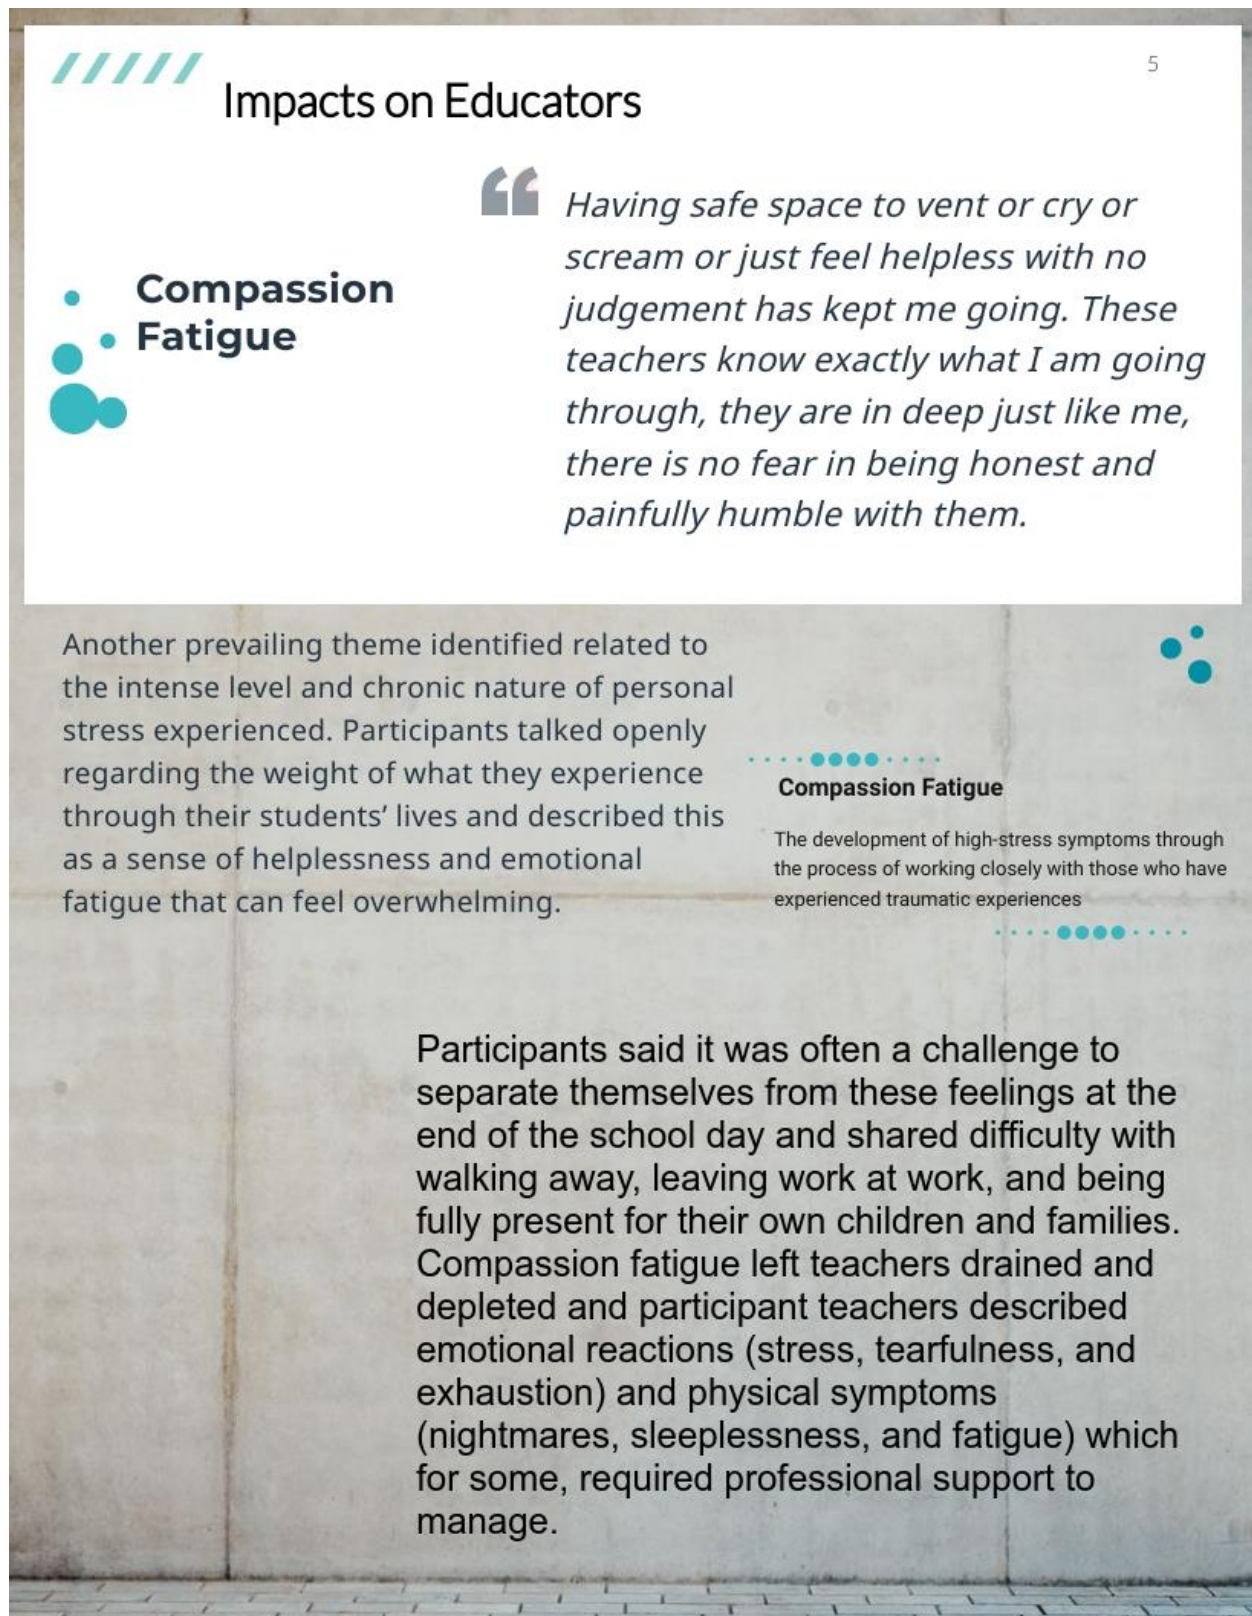 5
Impacts on Educators
Compassion
Fatigue
“
Having safe space to vent or cry or
scream or just feel helpless with no
judgement has kept me going. These
teachers know exactly what I am going
through, they are in deep just like me,
there is no fear in being honest and
painfully humble with them.
Another prevailing theme identified related to
the intense level and chronic nature of personal
stress experienced. Participants talked openly
regarding the weight of what they experience
through their students’ lives and described this
as a sense of helplessness and emotional
fatigue that can feel overwhelming.
Compassion Fatigue
The development of high-stress symptoms through
the process of working closely with those who have
experienced traumatic experiences
Participants said it was often a challenge to
separate themselves from these feelings at the
end of the school day and shared difficulty with
walking away, leaving work at work, and being
fully present for their own children and families.
Compassion fatigue left teachers drained and
depleted and participant teachers described
emotional reactions (stress, tearfulness, and
exhaustion) and physical symptoms
(nightmares, sleeplessness, and fatigue) which
for some, required professional support to
manage.